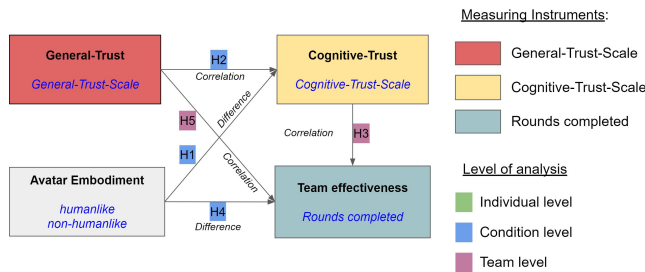 Measuring Instruments:
General-Trust
General-Trust-Scale
H2
Correlation
Cognitive-Trust
Cognitive-Trust-Scale
General-Trust-Scale
Cognitive-Trust-Scale
Rounds completed
H5
Difference
H1
Correlation
Correlation
H3
Avatar Embodiment
humanlike
non-humanlike
H4
Difference
Team effectiveness
Rounds completed
Level of analysis
Individual level
Condition level
Team level